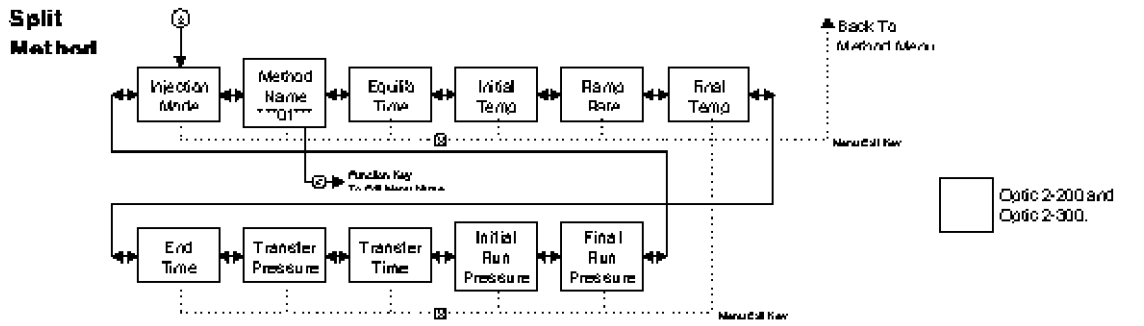 Split
Method
Back To
Method Menu
Injection
Mode
Method
Name
***01***
Equilib
Time
Initial
Temp
Ramp
Rate
Final
Temp
Menu/Exit Key
Function Key
To Edit Menu Name
Optic 2-200 and
Optic 2-300.
End
Time
Transfer
Pressure
Transfer
Time
Initial
Run
Pressure
Final
Run
Pressure
Menu/Exit Key